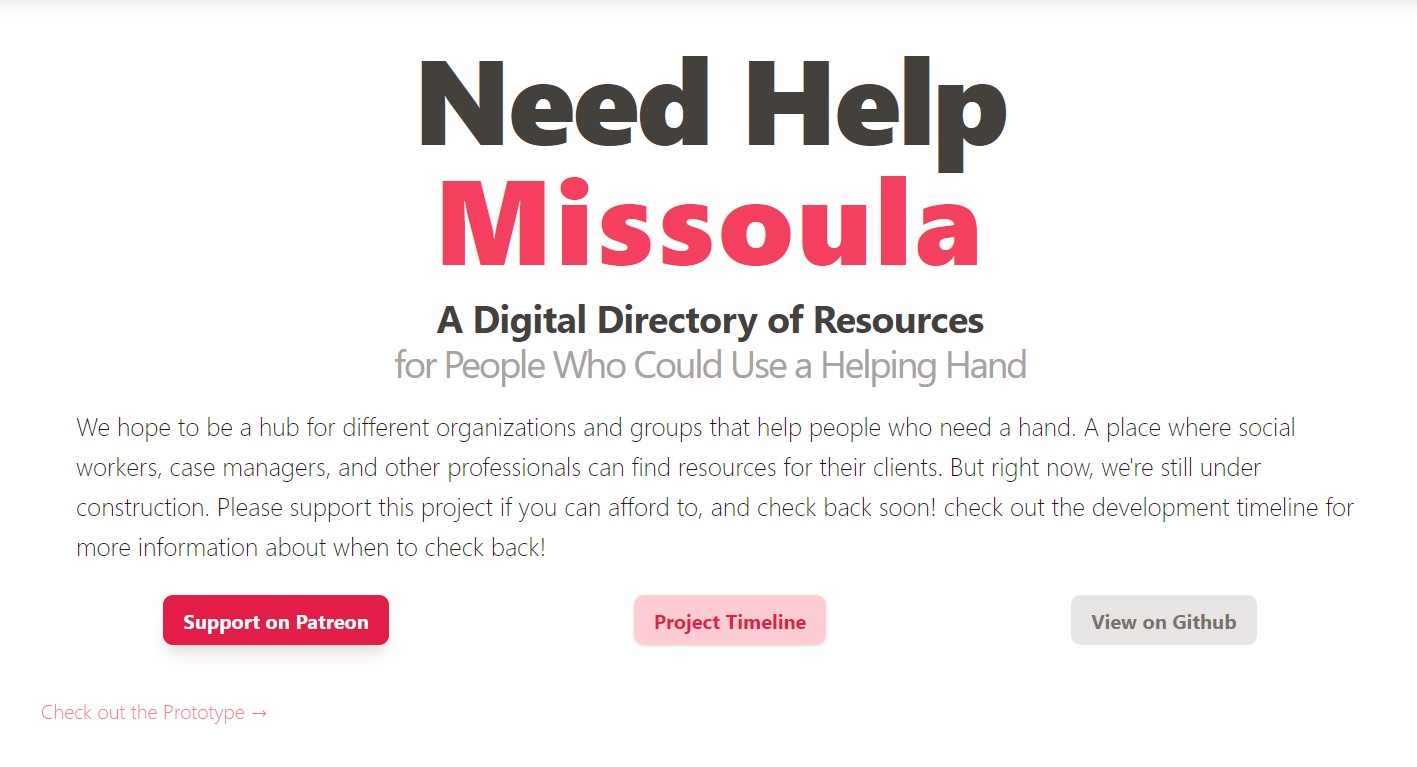 Need Help
Missoula
A Digital Directory of Resources
for People Who Could Use a Helping Hand
We hope to be a hub for different organizations and groups that help people who need a hand. A place where social
workers, case managers, and other professionals can find resources for their clients. But right now, we're still under
construction. Please support this project if you can afford to, and check back soon! check out the development timeline for
more information about when to check back!
Support on Patreon
Project Timeline
View on Github
Check out the Prototype →